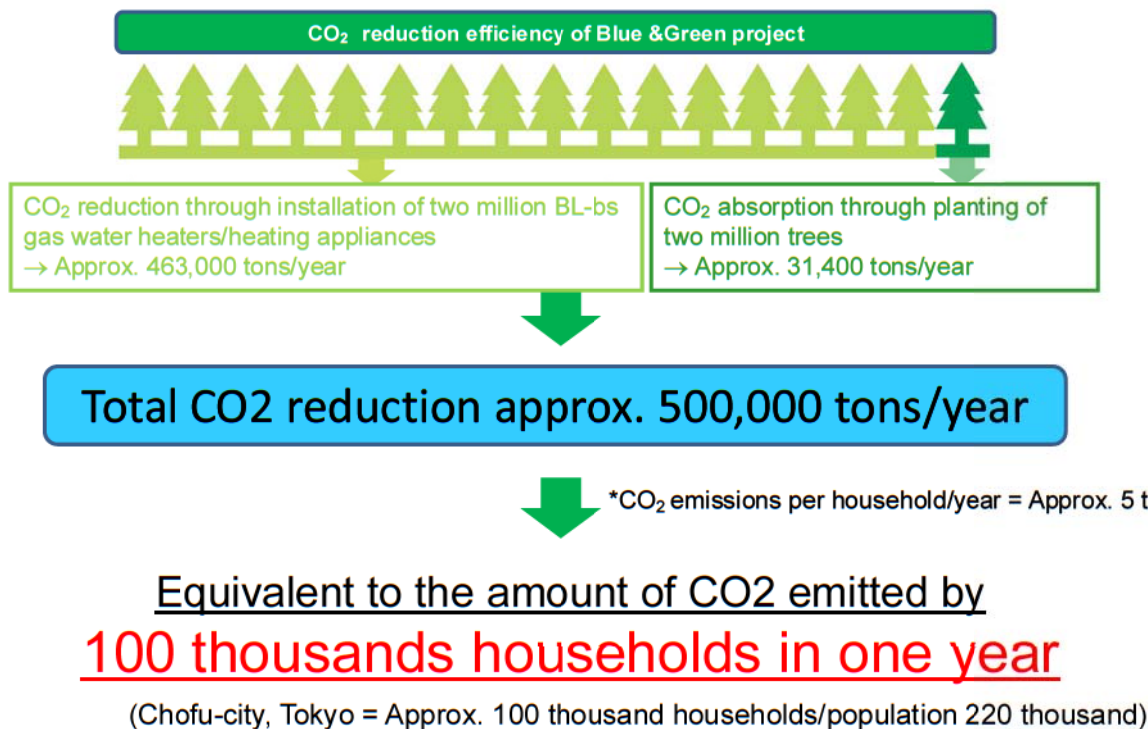 CO₂ reduction efficiency of Blue &Green project
CO₂ reduction through installation of two million BL-bs
gas water heaters/heating appliances
→ Approx. 463,000 tons/year
CO₂ absorption through planting of
two million trees
→ Approx. 31,400 tons/year
Total CO2 reduction approx. 500,000 tons/year
*CO₂ emissions per household/year = Approx. 5 t
Equivalent to the amount of CO2 emitted by
100 thousands households in one year
(Chofu-city, Tokyo = Approx. 100 thousand households/population 220 thousand)